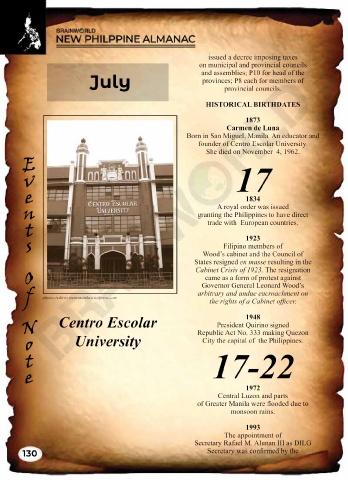 BRAINWORLD
NEW PHILPPINE ALMANAC
July
Events of Note
CENTRO ESCOLAR
UNIVERSITY
Centro Escolar
University
130
issued a decree imposing taxes
on municipal and provincial councils
and assemblies; P10 for head of the
provinces; P8 each for members of
provincial councils.
HISTORICAL BIRTHDATES
1873
Carmen de Luna
Born in San Miguel, Manila. An educator and
founder of Centro Escolar University.
She died on November 4, 1962.
17
1834
A royal order was issued
granting the Philippines to have direct
trade with European countries.
1923
Filipino members of
Wood's cabinet and the Council of
States resigned en masse resulting in the
Cabinet Crisis of 1923. The resignation
came as a form of protest against
Governor General Leonard Wood's
arbitrary and undue encroachment on
the rights of a Cabinet officer.
1948
President Quirino signed
Republic Act No. 333 making Quezon
City the capital of the Philippines.
17-22
1972
Central Luzon and parts
of Greater Manila were flooded due to
monsoon rains.
1993
The appointment of
Secretary Rafael M. Alunan III as DILG
Secretary was confirmed by the